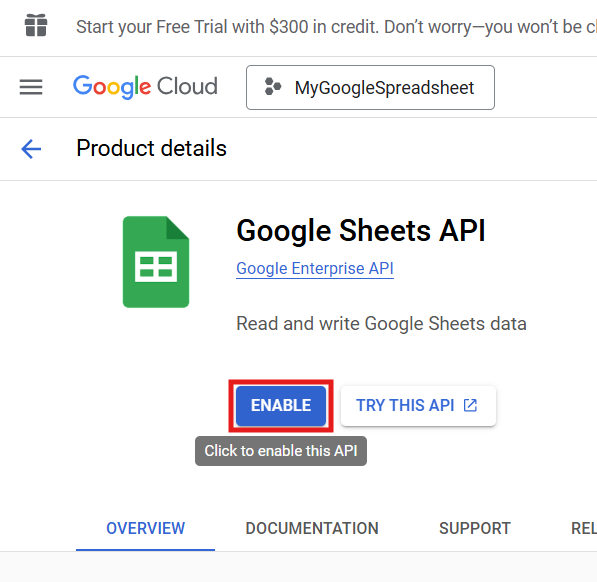 Start your Free Trial with $300 in credit. Don't worry—you won't be
Google Cloud
MyGoogleSpreadsheet
Product details
Google Sheets API
Google Enterprise API
Read and write Google Sheets data
ENABLE
TRY THIS API
Click to enable this API
OVERVIEW DOCUMENTATION SUPPORT REL